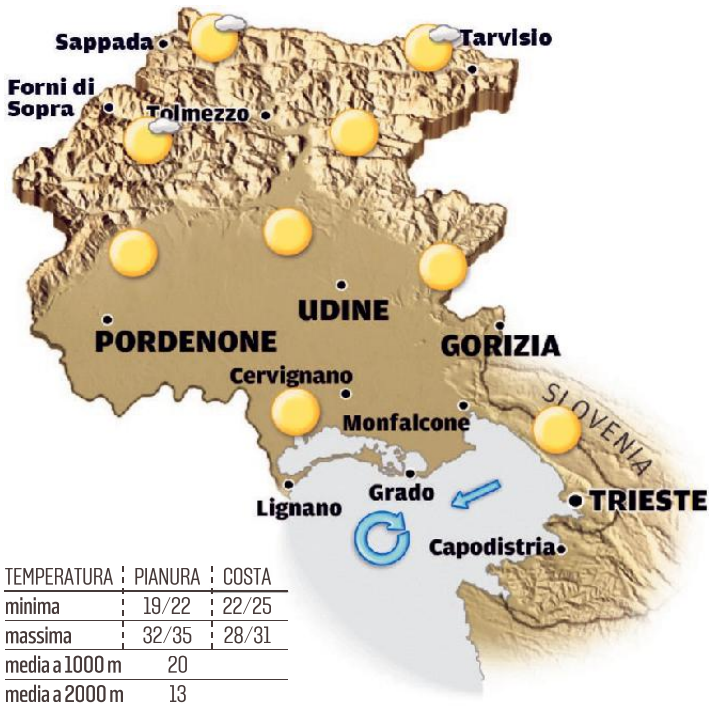 Sappada
Tarvisio
Forni di
Sopra
Tolmezzo
UDINE
PORDENONE
GORIZIA
Cervignano
SLOVENIA
Monfalcone
Lignano
Grado
TRIESTE
Capodistria
TEMPERATURA PIANURA COSTA
minima 19/22 22/25
massima 32/35 28/31
media a 1000 m 20
media a 2000 m 13